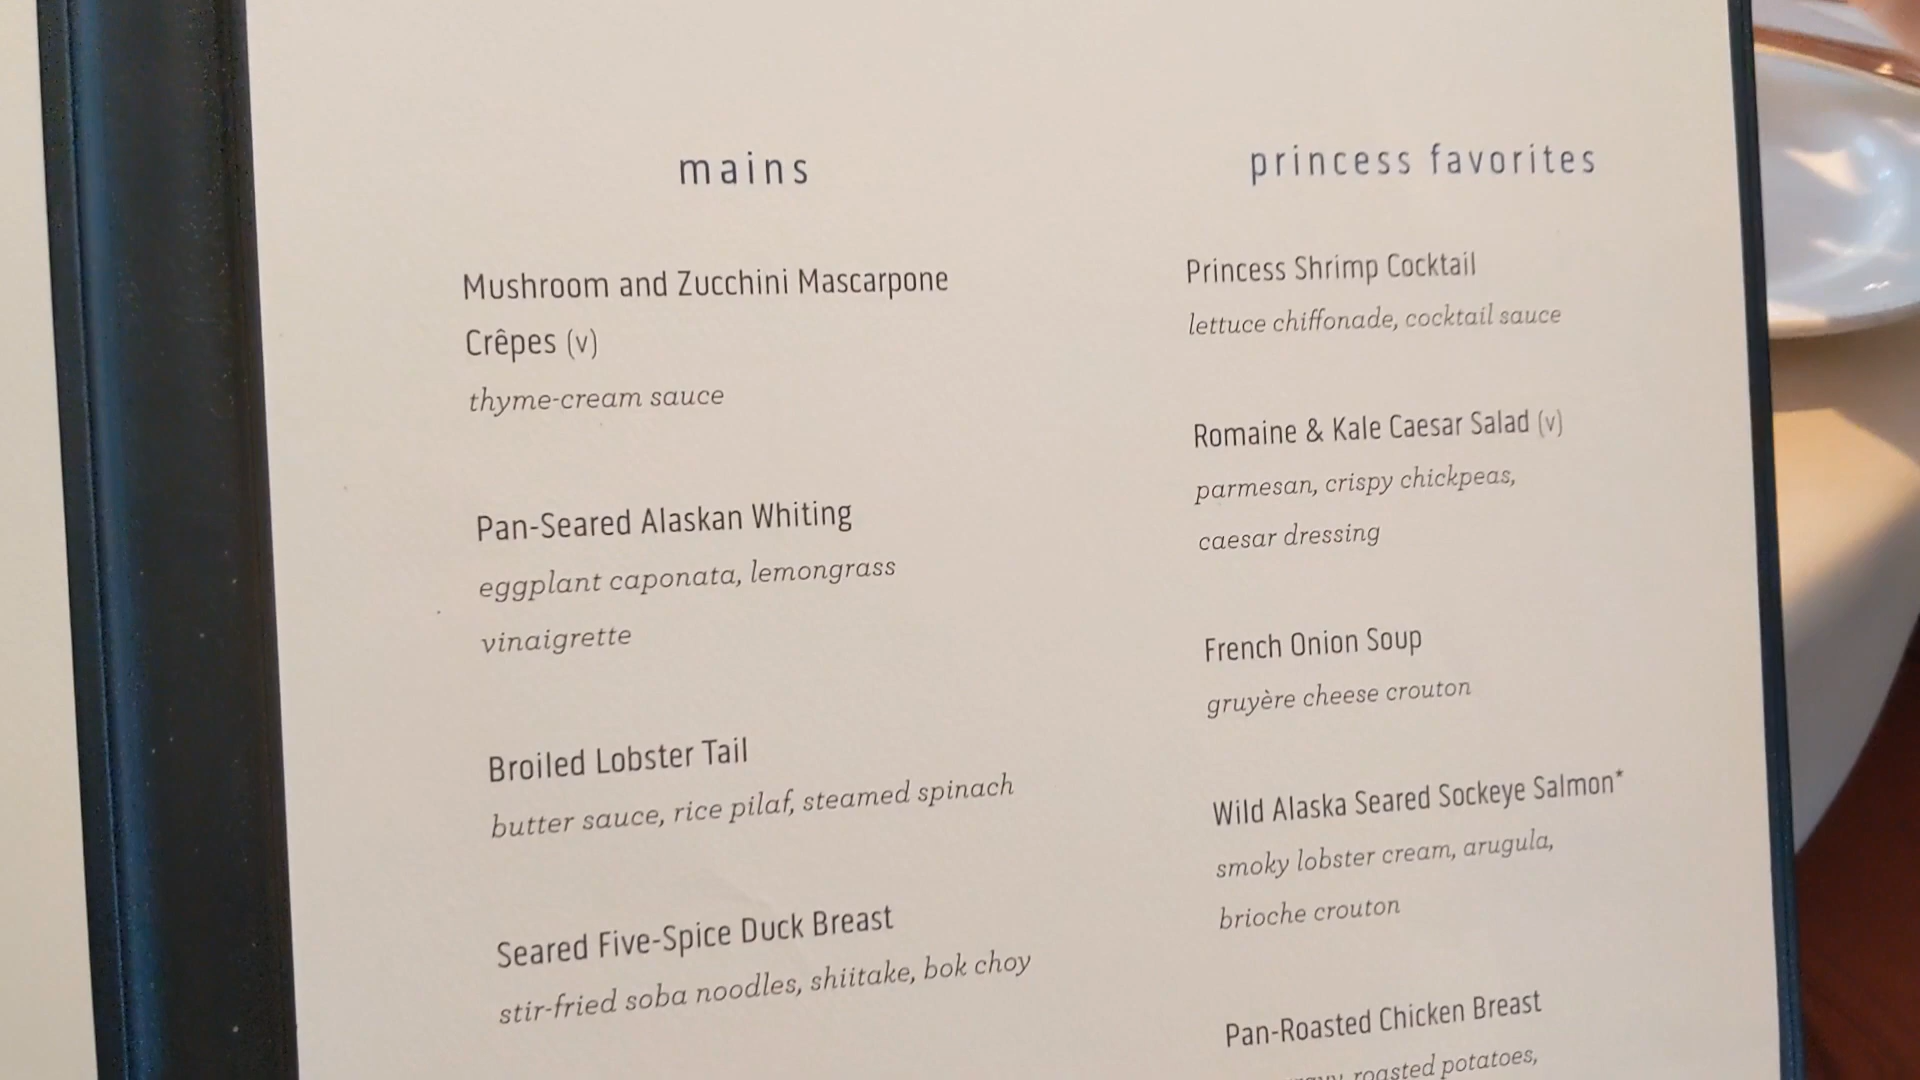 mains
Mushroom and Zucchini Mascarpone
Crêpes (v)
thyme-cream sauce
Pan-Seared Alaskan Whiting
eggplant caponata, lemongrass
vinaigrette
Broiled Lobster Tail
butter sauce, rice pilaf, steamed spinach
Seared Five-Spice Duck Breast
stir-fried soba noodles, shiitake, bok choy
princess favorites
Princess Shrimp Cocktail
lettuce chiffonade, cocktail sauce
Romaine & Kale Caesar Salad (v)
parmesan, crispy chickpeas,
caesar dressing
French Onion Soup
gruyère cheese crouton
Wild Alaska Seared Sockeye Salmon*
smoky lobster cream, arugula,
brioche crouton
Pan-Roasted Chicken Breast
roasted potatoes,